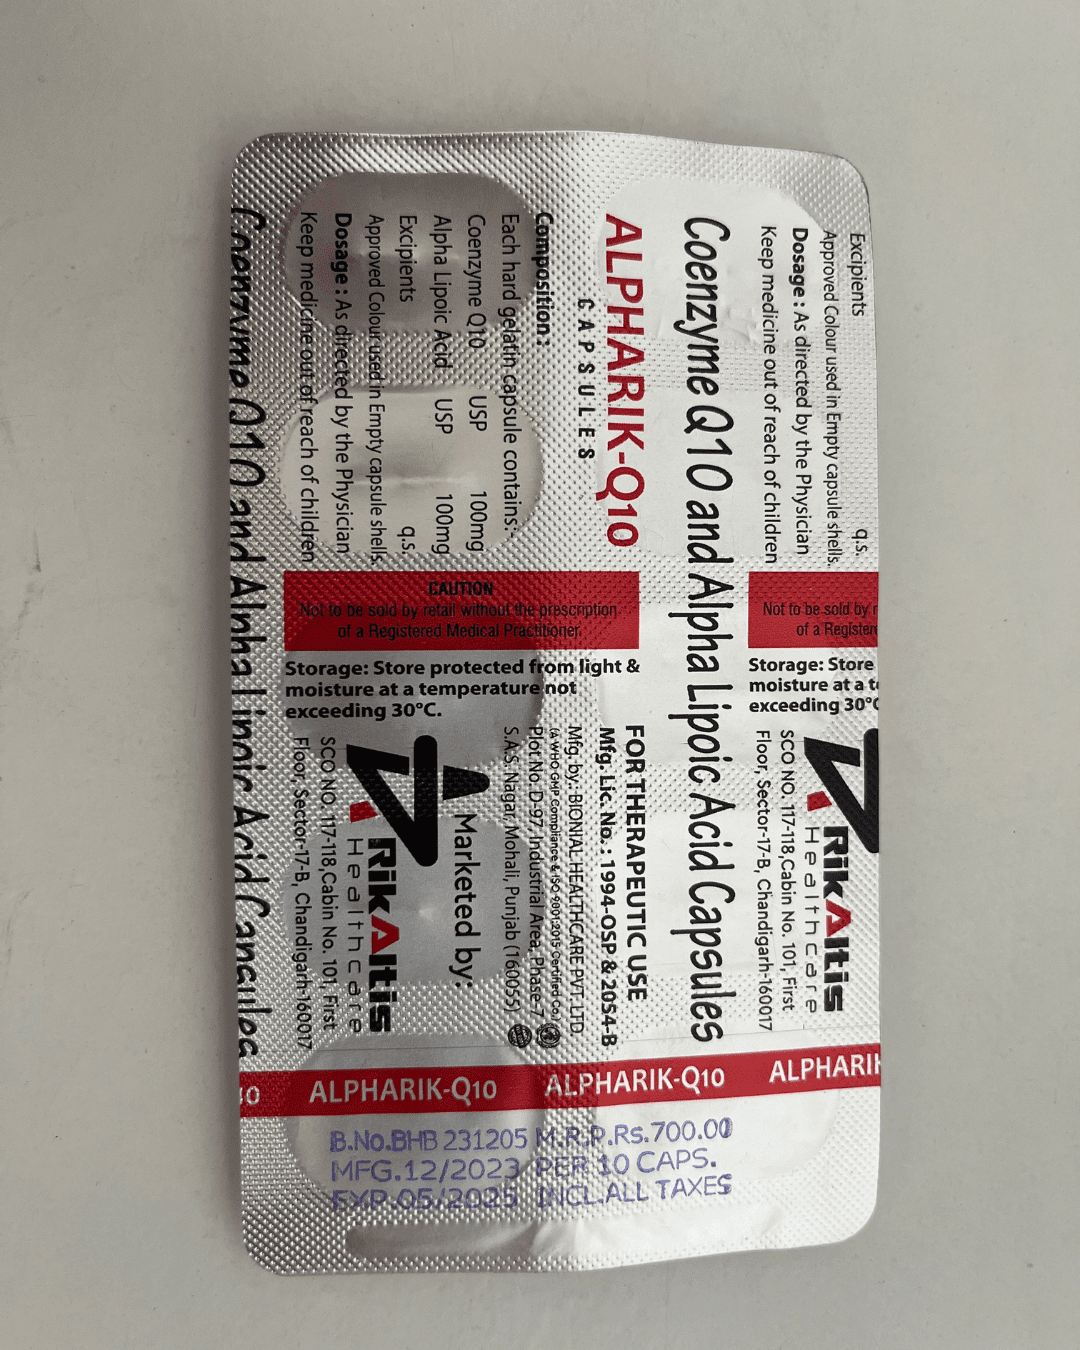 Coenzyme Q10 and Alpha Lipoic Acid Capsules
ALPHARIK-Q10
CAPSULES
Composition :
Each hard gelatin capsule contains:-
Coenzyme Q10 USP 100mg
Alpha Lipoic Acid USP 100mg
Excipients q.s.
Approved Colour used in Empty capsule shells.
Dosage : As directed by the Physician
Keep medicine out of reach of children
CAUTION
Not to be sold by retail without the prescription
of a Registered Medical Practitioner.
Storage: Store protected from light &
moisture at a temperature not
exceeding 30°C.
FOR THERAPEUTIC USE
Mfg. Lic. No. : 1994-OSP & 2054-B
Mfg. by.: BIONIAL HEALTHCARE PVT. LTD.
(A WHO GMP Compliance & ISO 9001:2015 Certified Co.)
Plot No. D-97, Industrial Area, Phase-7
S.A.S. Nagar, Mohali, Punjab (160055)
Marketed by:
RikAltis
Healthcare
SCO NO. 117-118,Cabin No. 101, First
Floor, Sector-17-B, Chandigarh-160017
Coenzyme Q10 and Alpha Lipoic Acid Capsules
Excipients q.s.
Approved Colour used in Empty capsule shells.
Dosage : As directed by the Physician
Keep medicine out of reach of children
Not to be sold by r
of a Register
Storage: Store
moisture at a t
exceeding 30°C
RikAltis
Healthcare
SCO NO. 117-118,Cabin No. 101, First
Floor, Sector-17-B, Chandigarh-160017
10 ALPHARIK-Q10 ALPHARIK-Q10 ALPHARIK
B.No.BHB 231205 M.R.P.Rs.700.00
MFG.12/2023 PER 10 CAPS.
EXP.05/2025 INCL.ALL TAXES